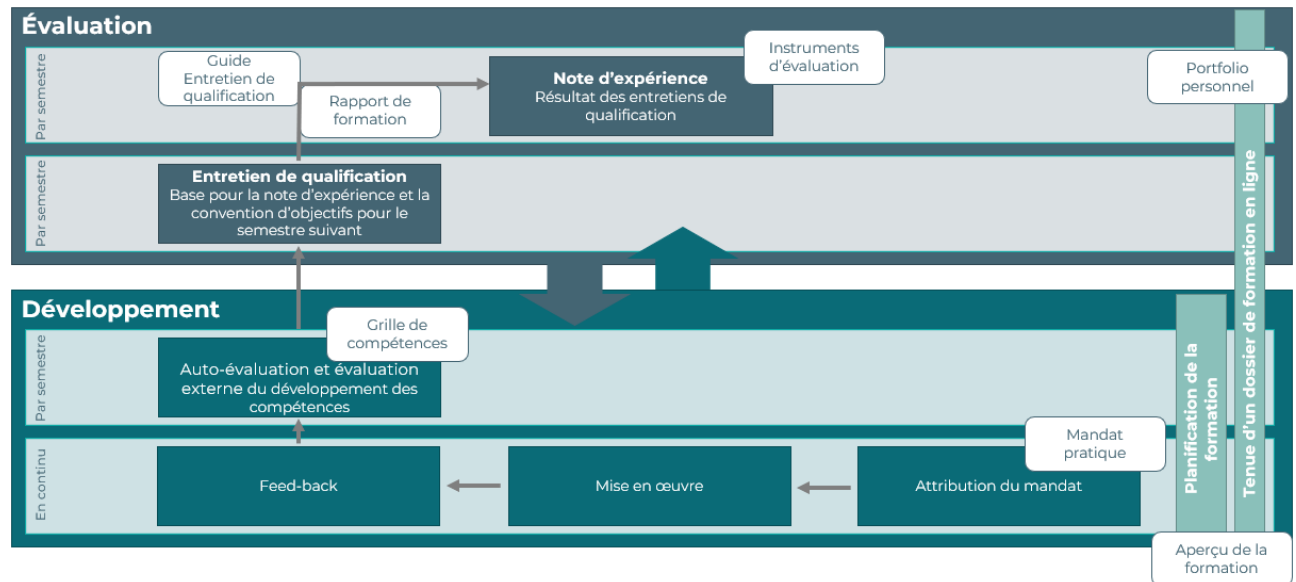 Évaluation
Par semestre
Guide
Entretien de
qualification
Rapport de
formation
Note d'expérience
Résultat des entretiens de
qualification
Instruments
d'évaluation
Portfolio
personnel
Par semestre
Entretien de qualification
Base pour la note d'expérience et la
convention d'objectifs pour le
semestre suivant
Développement
Par semestre
Grille de
compétences
Auto-évaluation et évaluation
externe du développement des
compétences
En continu
Feed-back
Mise en œuvre
Attribution du mandat
Mandat
pratique
Planification de la
formation
Tenue d'un dossier de formation en ligne
Aperçu de la
formation